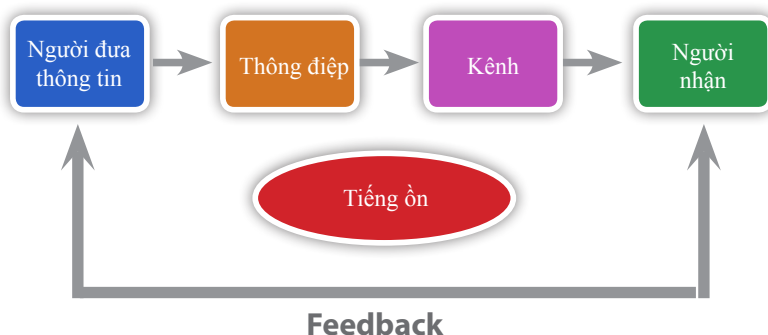 Người đưa
thông tin
Thông điệp
Kênh
Người
nhận
Tiếng ồn
Feedback